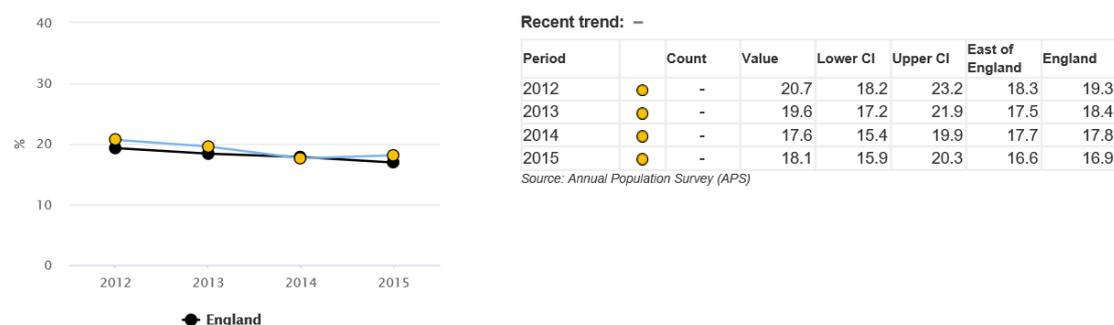 40
30
20
10
0
%
2012 2013 2014 2015
England
Recent trend: –
Period Count Value Lower CI Upper CI East of England England
2012 - 20.7 18.2 23.2 18.3 19.3
2013 - 19.6 17.2 21.9 17.5 18.4
2014 - 17.6 15.4 19.9 17.7 17.8
2015 - 18.1 15.9 20.3 16.6 16.9
Source: Annual Population Survey (APS)